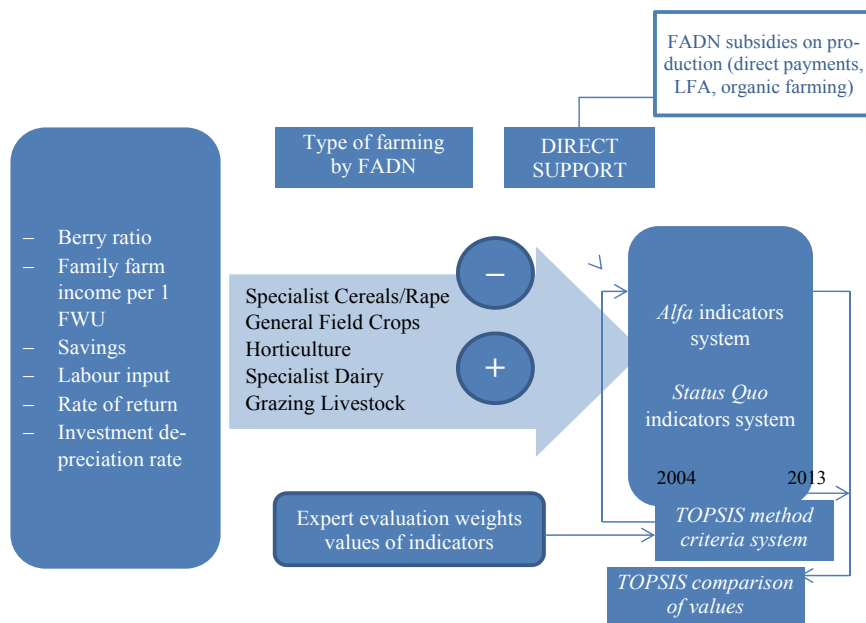 FADN subsidies on pro-
duction (direct payments,
LFA, organic farming)
Type of farming
by FADN
DIRECT
SUPPORT
– Berry ratio
– Family farm
income per 1
FWU
– Savings
– Labour input
– Rate of return
– Investment de-
preciation rate
Specialist Cereals/Rape
General Field Crops
Horticulture
Specialist Dairy
Grazing Livestock
−
+
Alfa indicators
system
Status Quo
indicators system
2004 2013
Expert evaluation weights
values of indicators
TOPSIS method
criteria system
TOPSIS comparison
of values